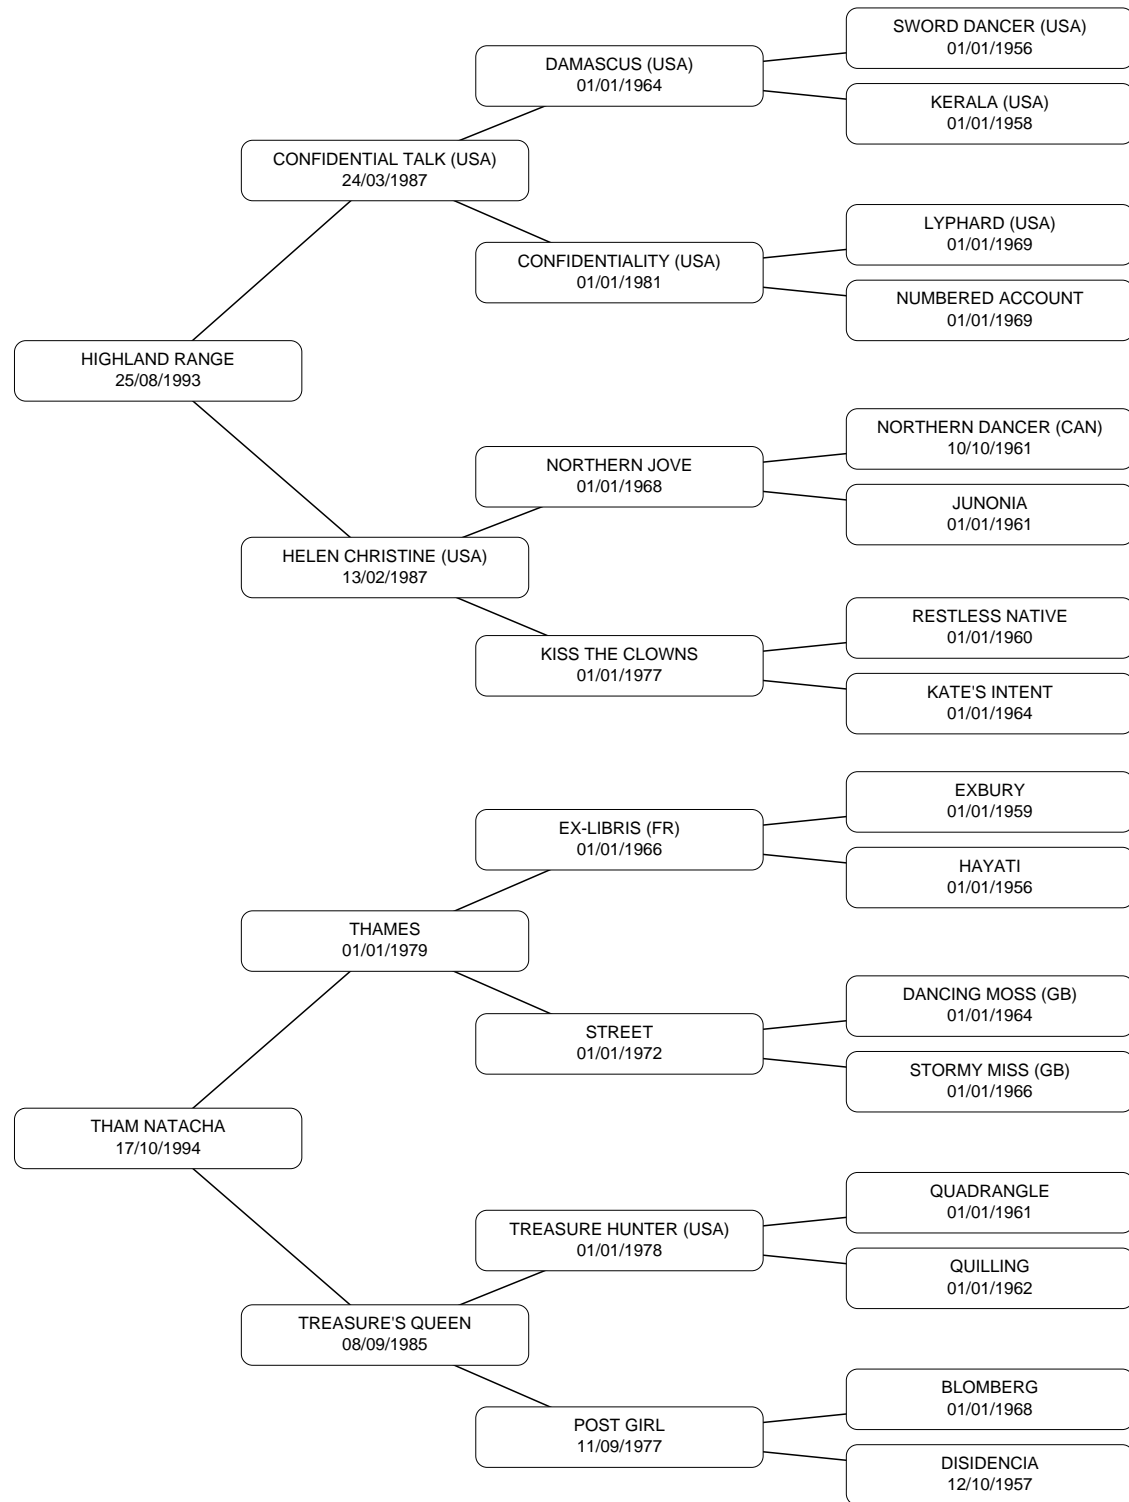 SWORD DANCER (USA)
01/01/1956
DAMASCUS (USA)
01/01/1964
KERALA (USA)
01/01/1958
CONFIDENTIAL TALK (USA)
24/03/1987
LYPHARD (USA)
01/01/1969
CONFIDENTIALITY (USA)
01/01/1981
NUMBERED ACCOUNT
01/01/1969
HIGHLAND RANGE
25/08/1993
NORTHERN DANCER (CAN)
10/10/1961
NORTHERN JOVE
01/01/1968
JUNONIA
01/01/1961
HELEN CHRISTINE (USA)
13/02/1987
RESTLESS NATIVE
01/01/1960
KISS THE CLOWNS
01/01/1977
KATE'S INTENT
01/01/1964
EXBURY
01/01/1959
EX-LIBRIS (FR)
01/01/1966
HAYATI
01/01/1956
THAMES
01/01/1979
DANCING MOSS (GB)
01/01/1964
STREET
01/01/1972
STORMY MISS (GB)
01/01/1966
THAM NATACHA
17/10/1994
QUADRANGLE
01/01/1961
TREASURE HUNTER (USA)
01/01/1978
QUILLING
01/01/1962
TREASURE'S QUEEN
08/09/1985
BLOMBERG
01/01/1968
POST GIRL
11/09/1977
DISIDENCIA
12/10/1957